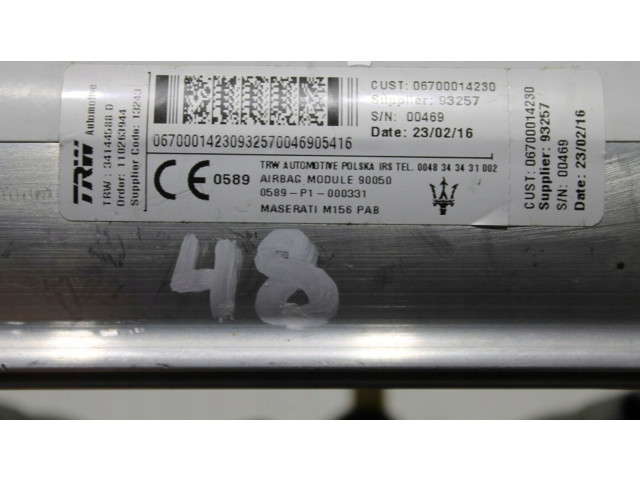 TRW Automotive
TRW : 34144588 D
Order: 110263944
Supplier Code: 13243
CUST: 06700014230
Supplier: 93257
S/N: 00469
Date: 23/02/16
06700014230932570046905416
CE 0589
TRW AUTOMOTIVE POLSKA IRS TEL. 0048 34 34 31 002
AIRBAG MODULE 90050
0589-P1-000331
MASERATI M156 PAB
CUST: 06700014230
Supplier: 93257
S/N: 00469
Date: 23/02/16
48